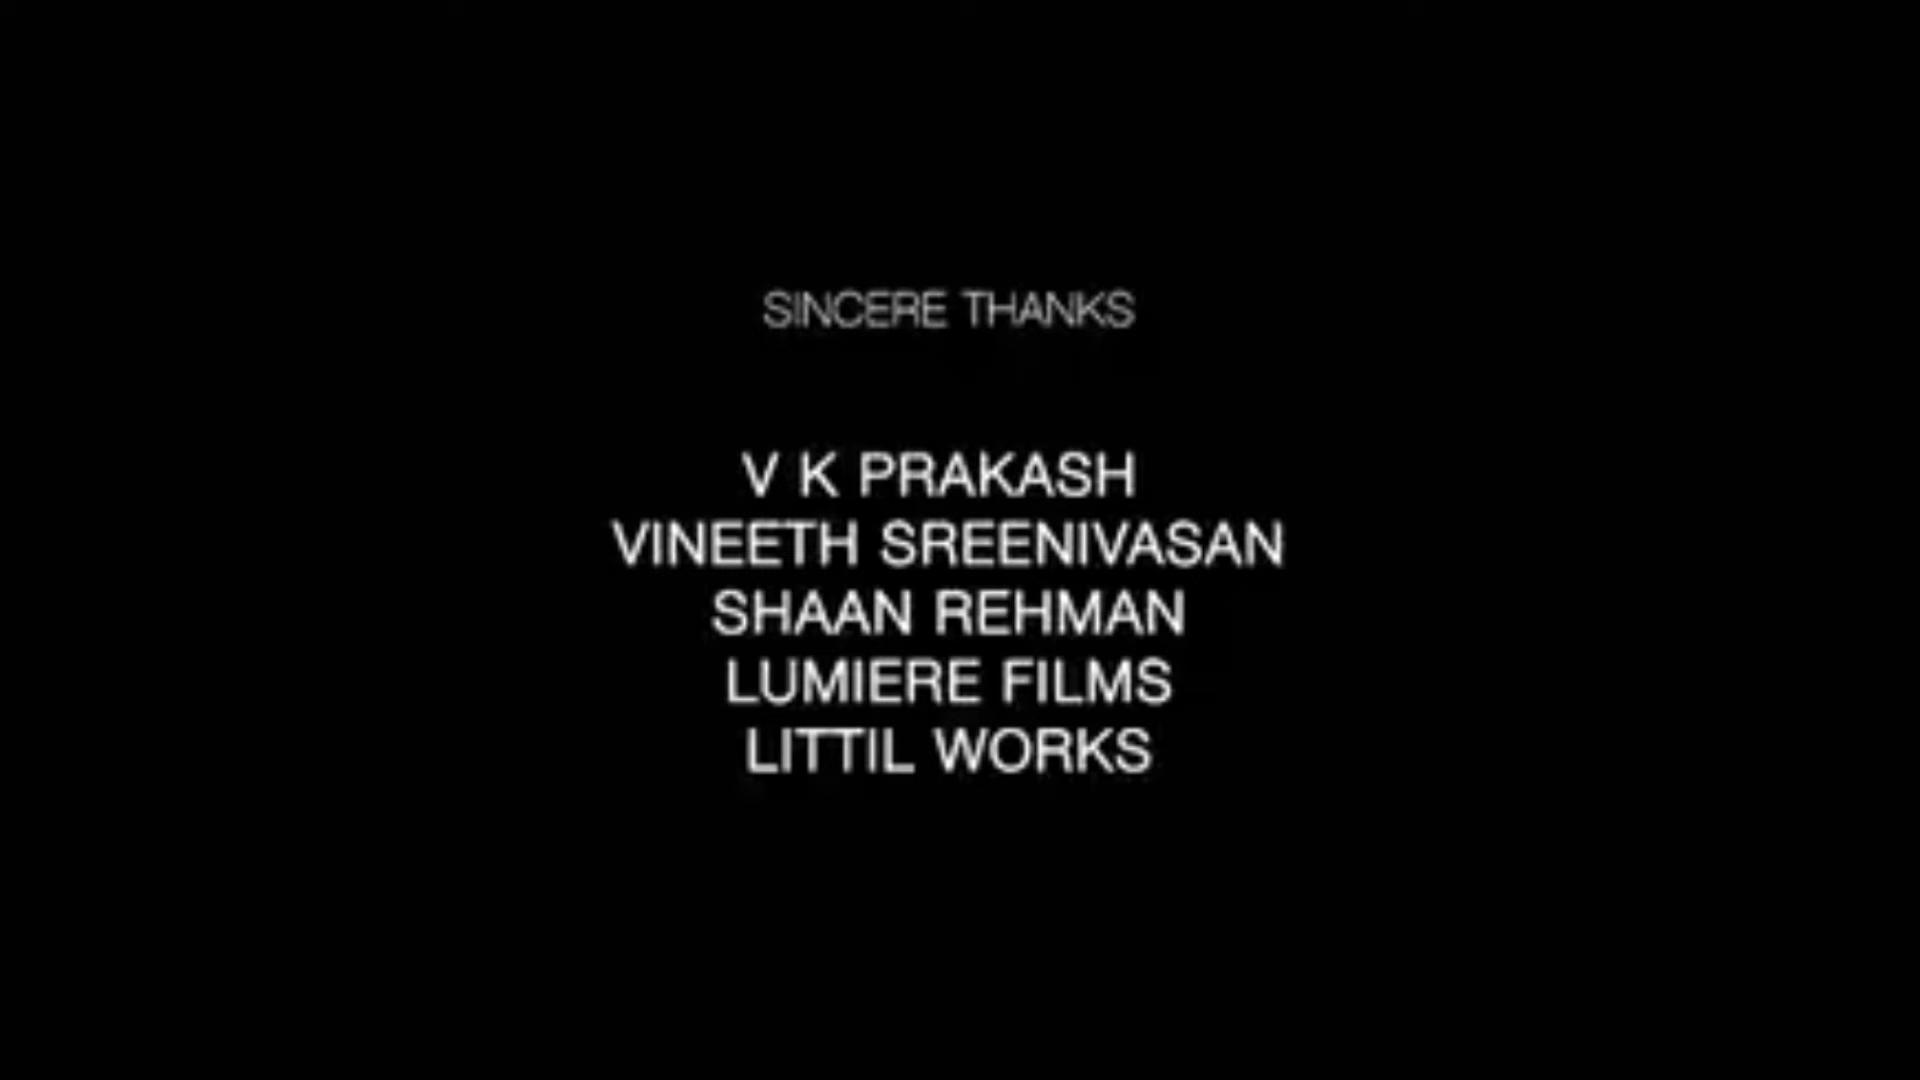 SINCERE THANKS
V K PRAKASH
VINEETH SREENIVASAN
SHAAN REHMAN
LUMIERE FILMS
LITTIL WORKS